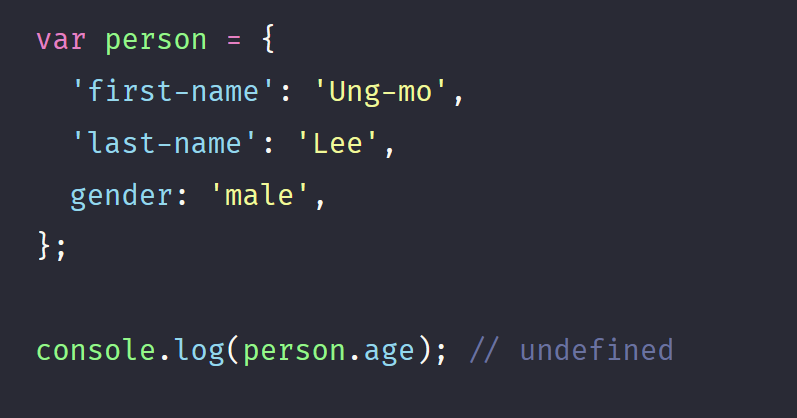 var person = {
  'first-name': 'Ung-mo',
  'last-name': 'Lee',
  gender: 'male',
};
console.log(person.age); // undefined